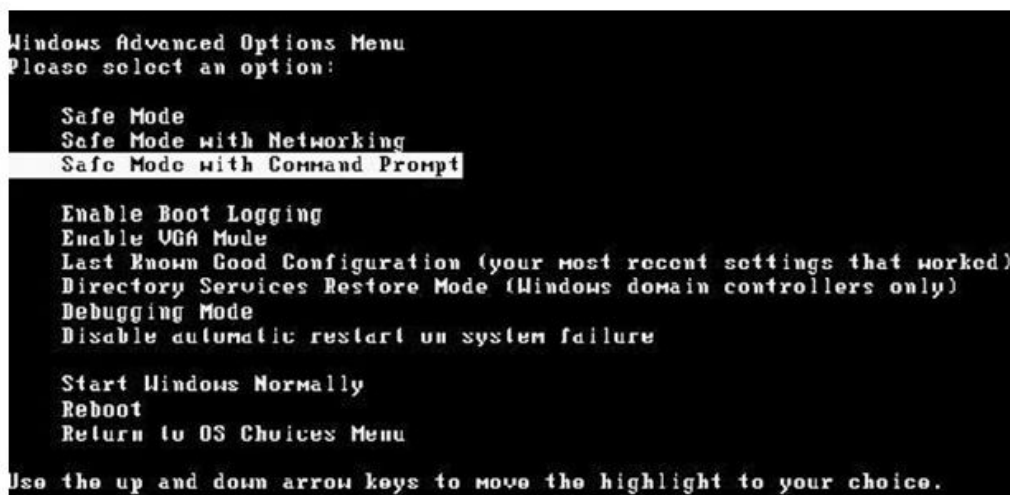 Windows Advanced Options Menu
Please select an option:
Safe Mode
Safe Mode with Networking
Safe Mode with Command Prompt
Enable Boot Logging
Enable VGA Mode
Last Known Good Configuration (your most recent settings that worked)
Directory Services Restore Mode (Windows domain controllers only)
Debugging Mode
Disable automatic restart on system failure
Start Windows Normally
Reboot
Return to OS Choices Menu
Use the up and down arrow keys to move the highlight to your choice.